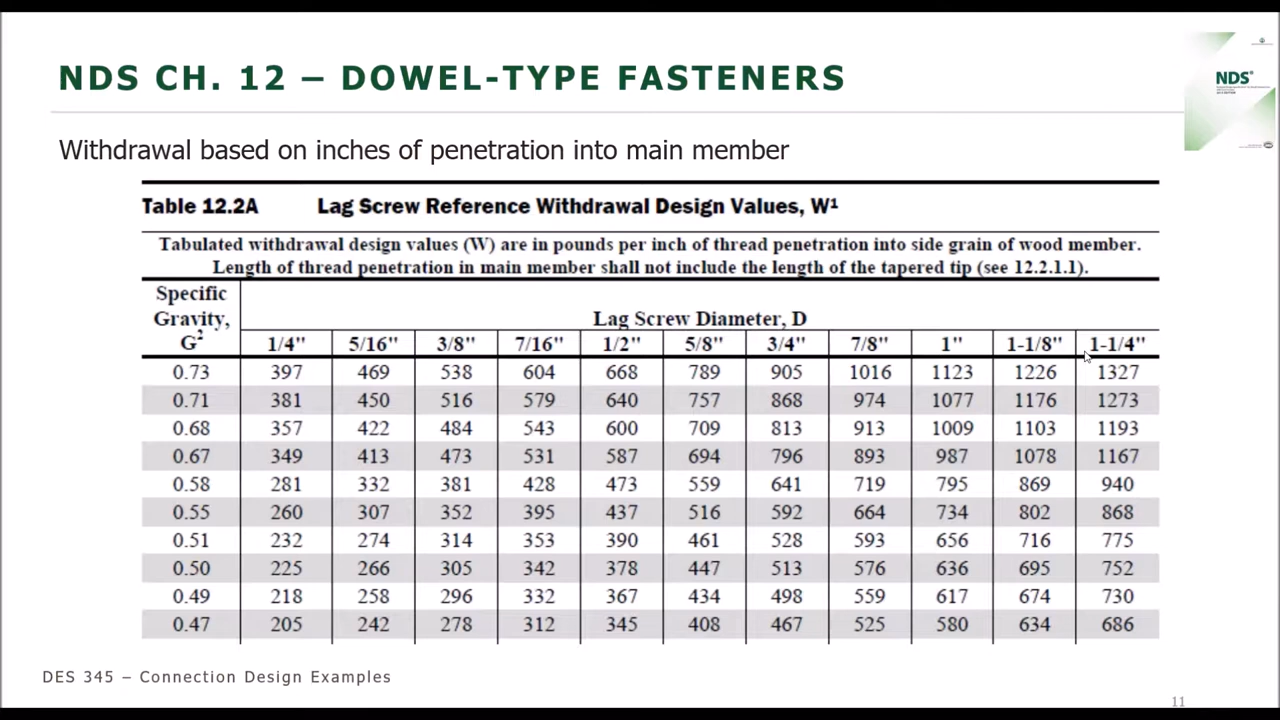 NDS CH. 12 – DOWEL-TYPE FASTENERS
NDS®
Withdrawal based on inches of penetration into main member
Table 12.2A Lag Screw Reference Withdrawal Design Values, W¹
Tabulated withdrawal design values (W) are in pounds per inch of thread penetration into side grain of wood member.
Length of thread penetration in main member shall not include the length of the tapered tip (see 12.2.1.1).
Specific
Gravity,
G²
Lag Screw Diameter, D
1/4" 5/16" 3/8" 7/16" 1/2" 5/8" 3/4" 7/8" 1" 1-1/8" 1-1/4"
0.73 397 469 538 604 668 789 905 1016 1123 1226 1327
0.71 381 450 516 579 640 757 868 974 1077 1176 1273
0.68 357 422 484 543 600 709 813 913 1009 1103 1193
0.67 349 413 473 531 587 694 796 893 987 1078 1167
0.58 281 332 381 428 473 559 641 719 795 869 940
0.55 260 307 352 395 437 516 592 664 734 802 868
0.51 232 274 314 353 390 461 528 593 656 716 775
0.50 225 266 305 342 378 447 513 576 636 695 752
0.49 218 258 296 332 367 434 498 559 617 674 730
0.47 205 242 278 312 345 408 467 525 580 634 686
DES 345 – Connection Design Examples
11